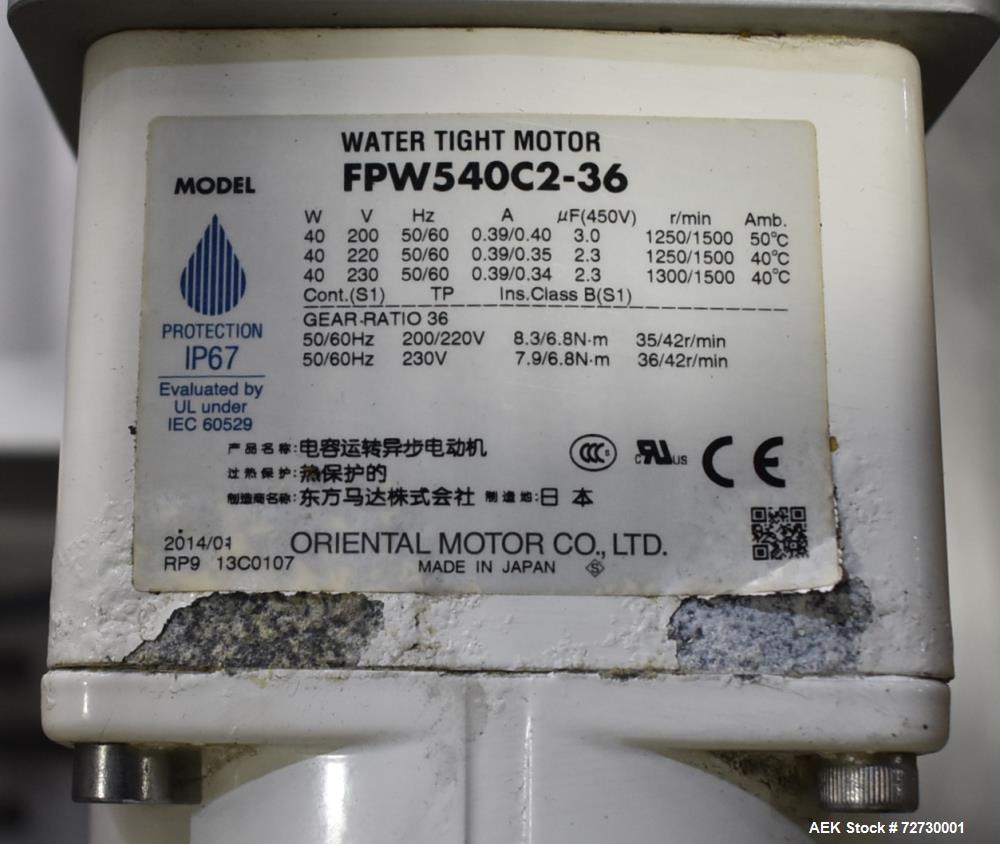 WATER TIGHT MOTOR
MODEL FPW540C2-36
W V Hz A µF(450V) r/min Amb.
40 200 50/60 0.39/0.40 3.0 1250/1500 50°C
40 220 50/60 0.39/0.35 2.3 1250/1500 40°C
40 230 50/60 0.39/0.34 2.3 1300/1500 40°C
Cont.(S1) TP Ins.Class B(S1)
GEAR-RATIO 36
50/60Hz 200/220V 8.3/6.8N·m 35/42r/min
50/60Hz 230V 7.9/6.8N·m 36/42r/min
PROTECTION
IP67
Evaluated by
UL under
IEC 60529
产品名称:电容运转异步电动机
过热保护:热保护的
制造商名称:东方马达株式会社 制造地:日本
CCC S
c RU US
CE
2014/01
RP9 13C0107
ORIENTAL MOTOR CO., LTD.
MADE IN JAPAN S
AEK Stock # 72730001